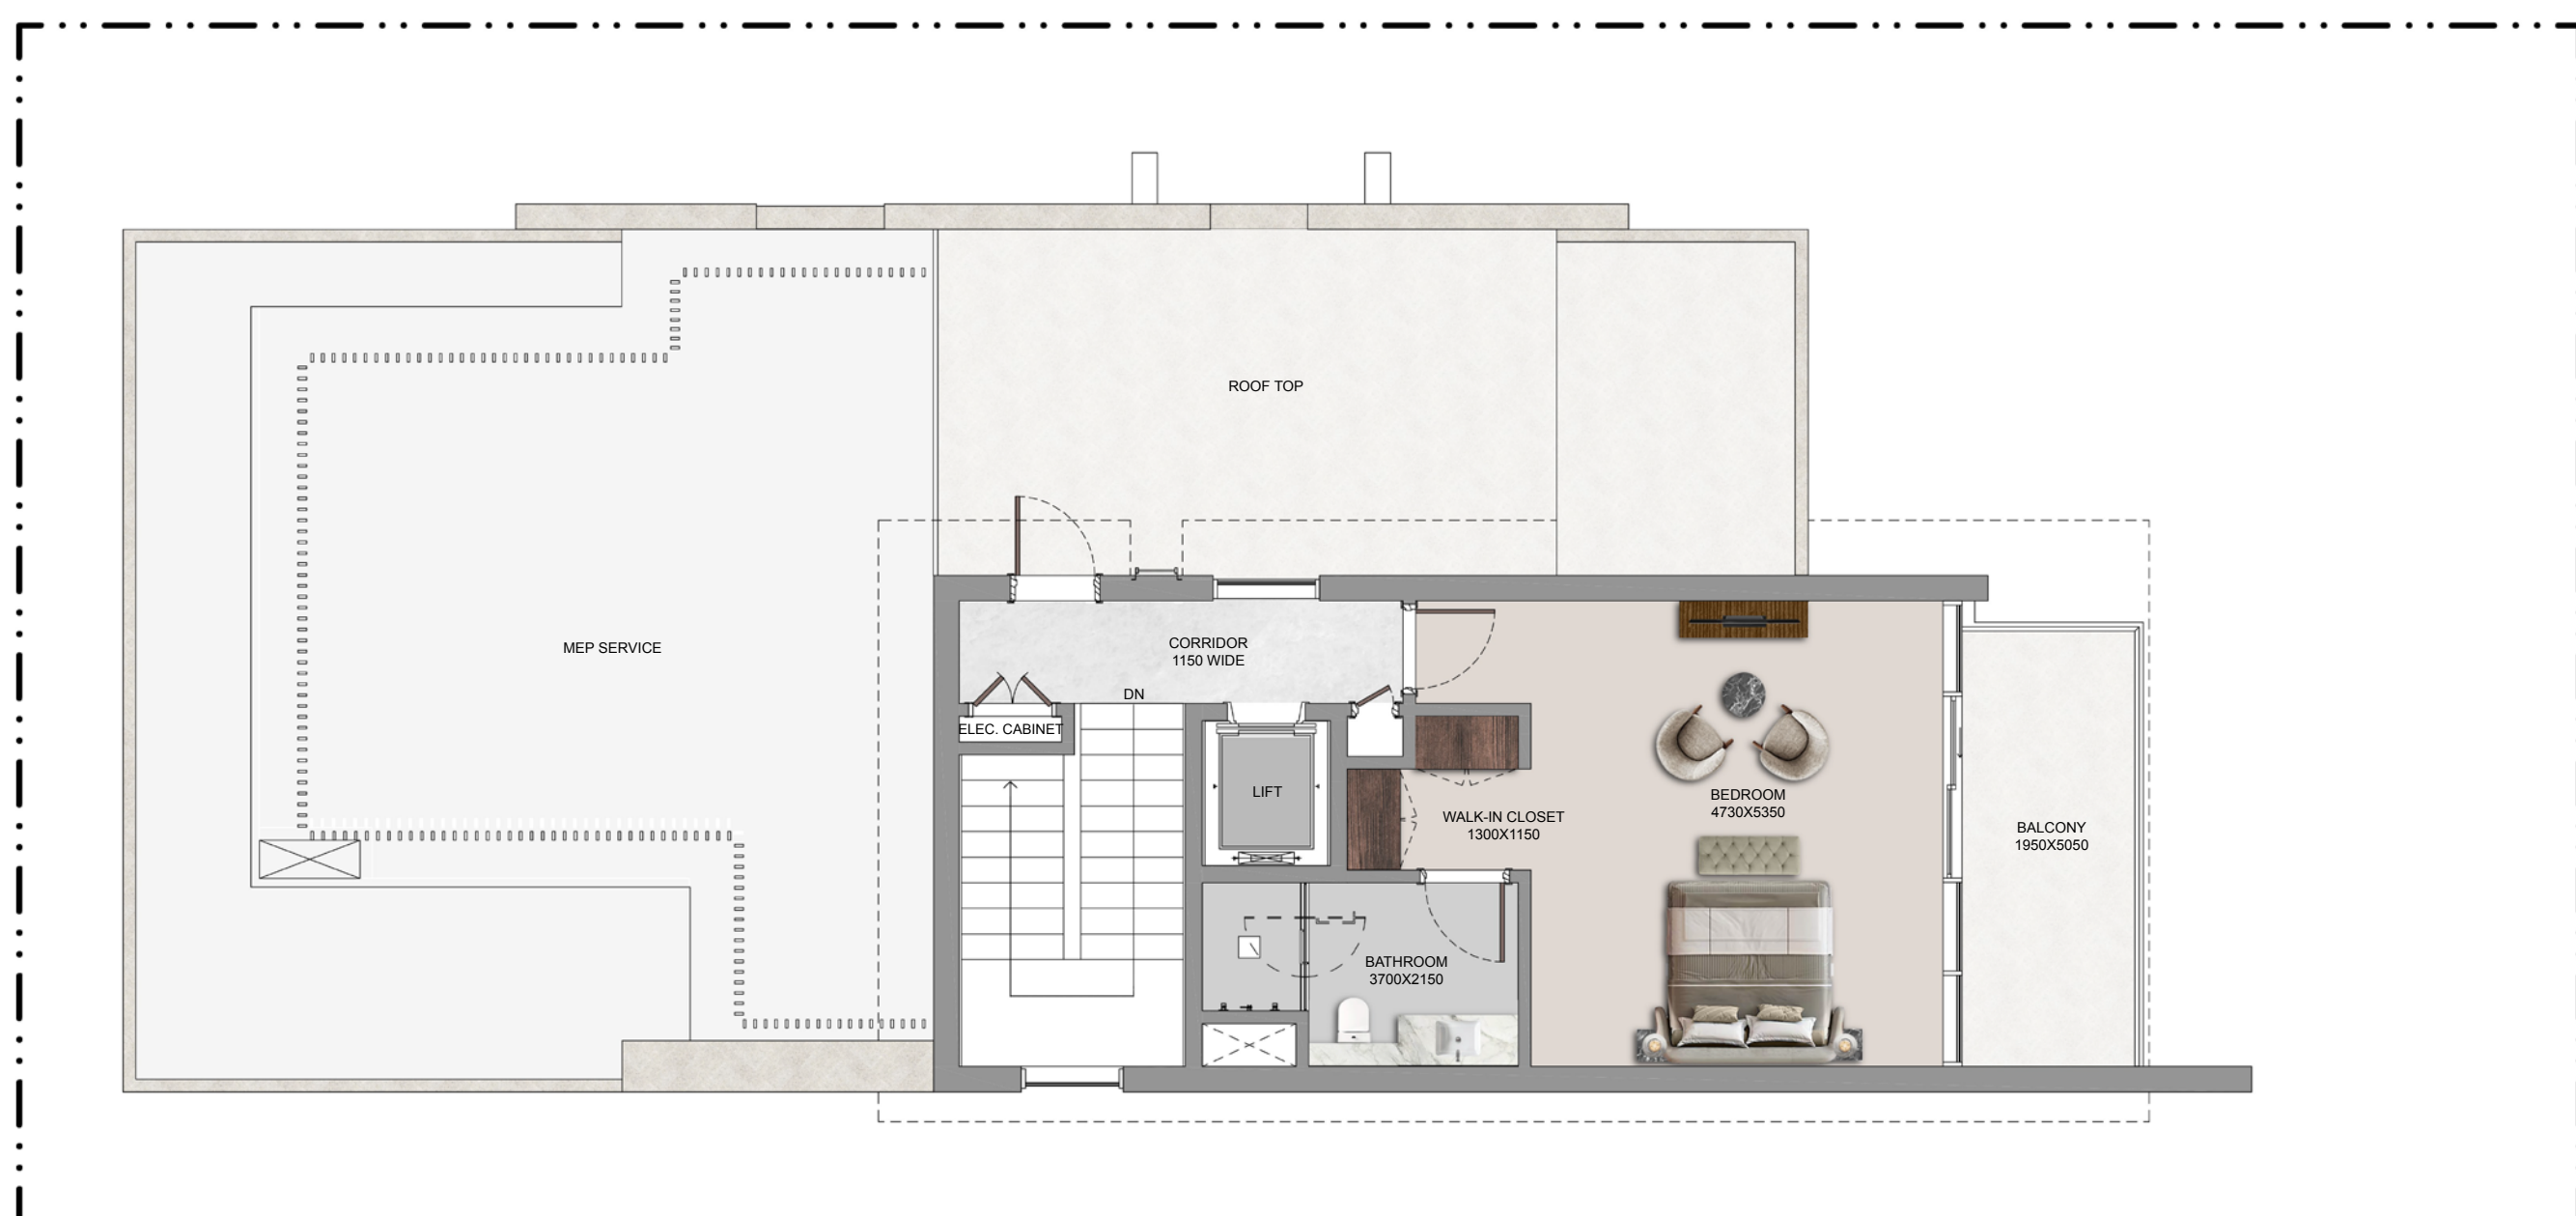 ROOF TOP
MEP SERVICE
CORRIDOR
1150 WIDE
DN
ELEC. CABINET
LIFT
WALK-IN CLOSET
1300X1150
BEDROOM
4730X5350
BALCONY
1950X5050
BATHROOM
3700X2150